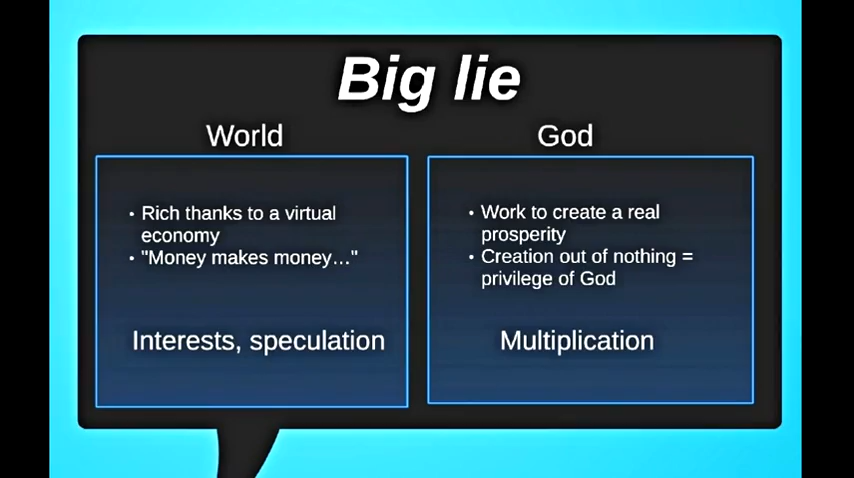 Big lie
World
God
• Rich thanks to a virtual
economy
• "Money makes money…"
Interests, speculation
• Work to create a real
prosperity
• Creation out of nothing =
privilege of God
Multiplication